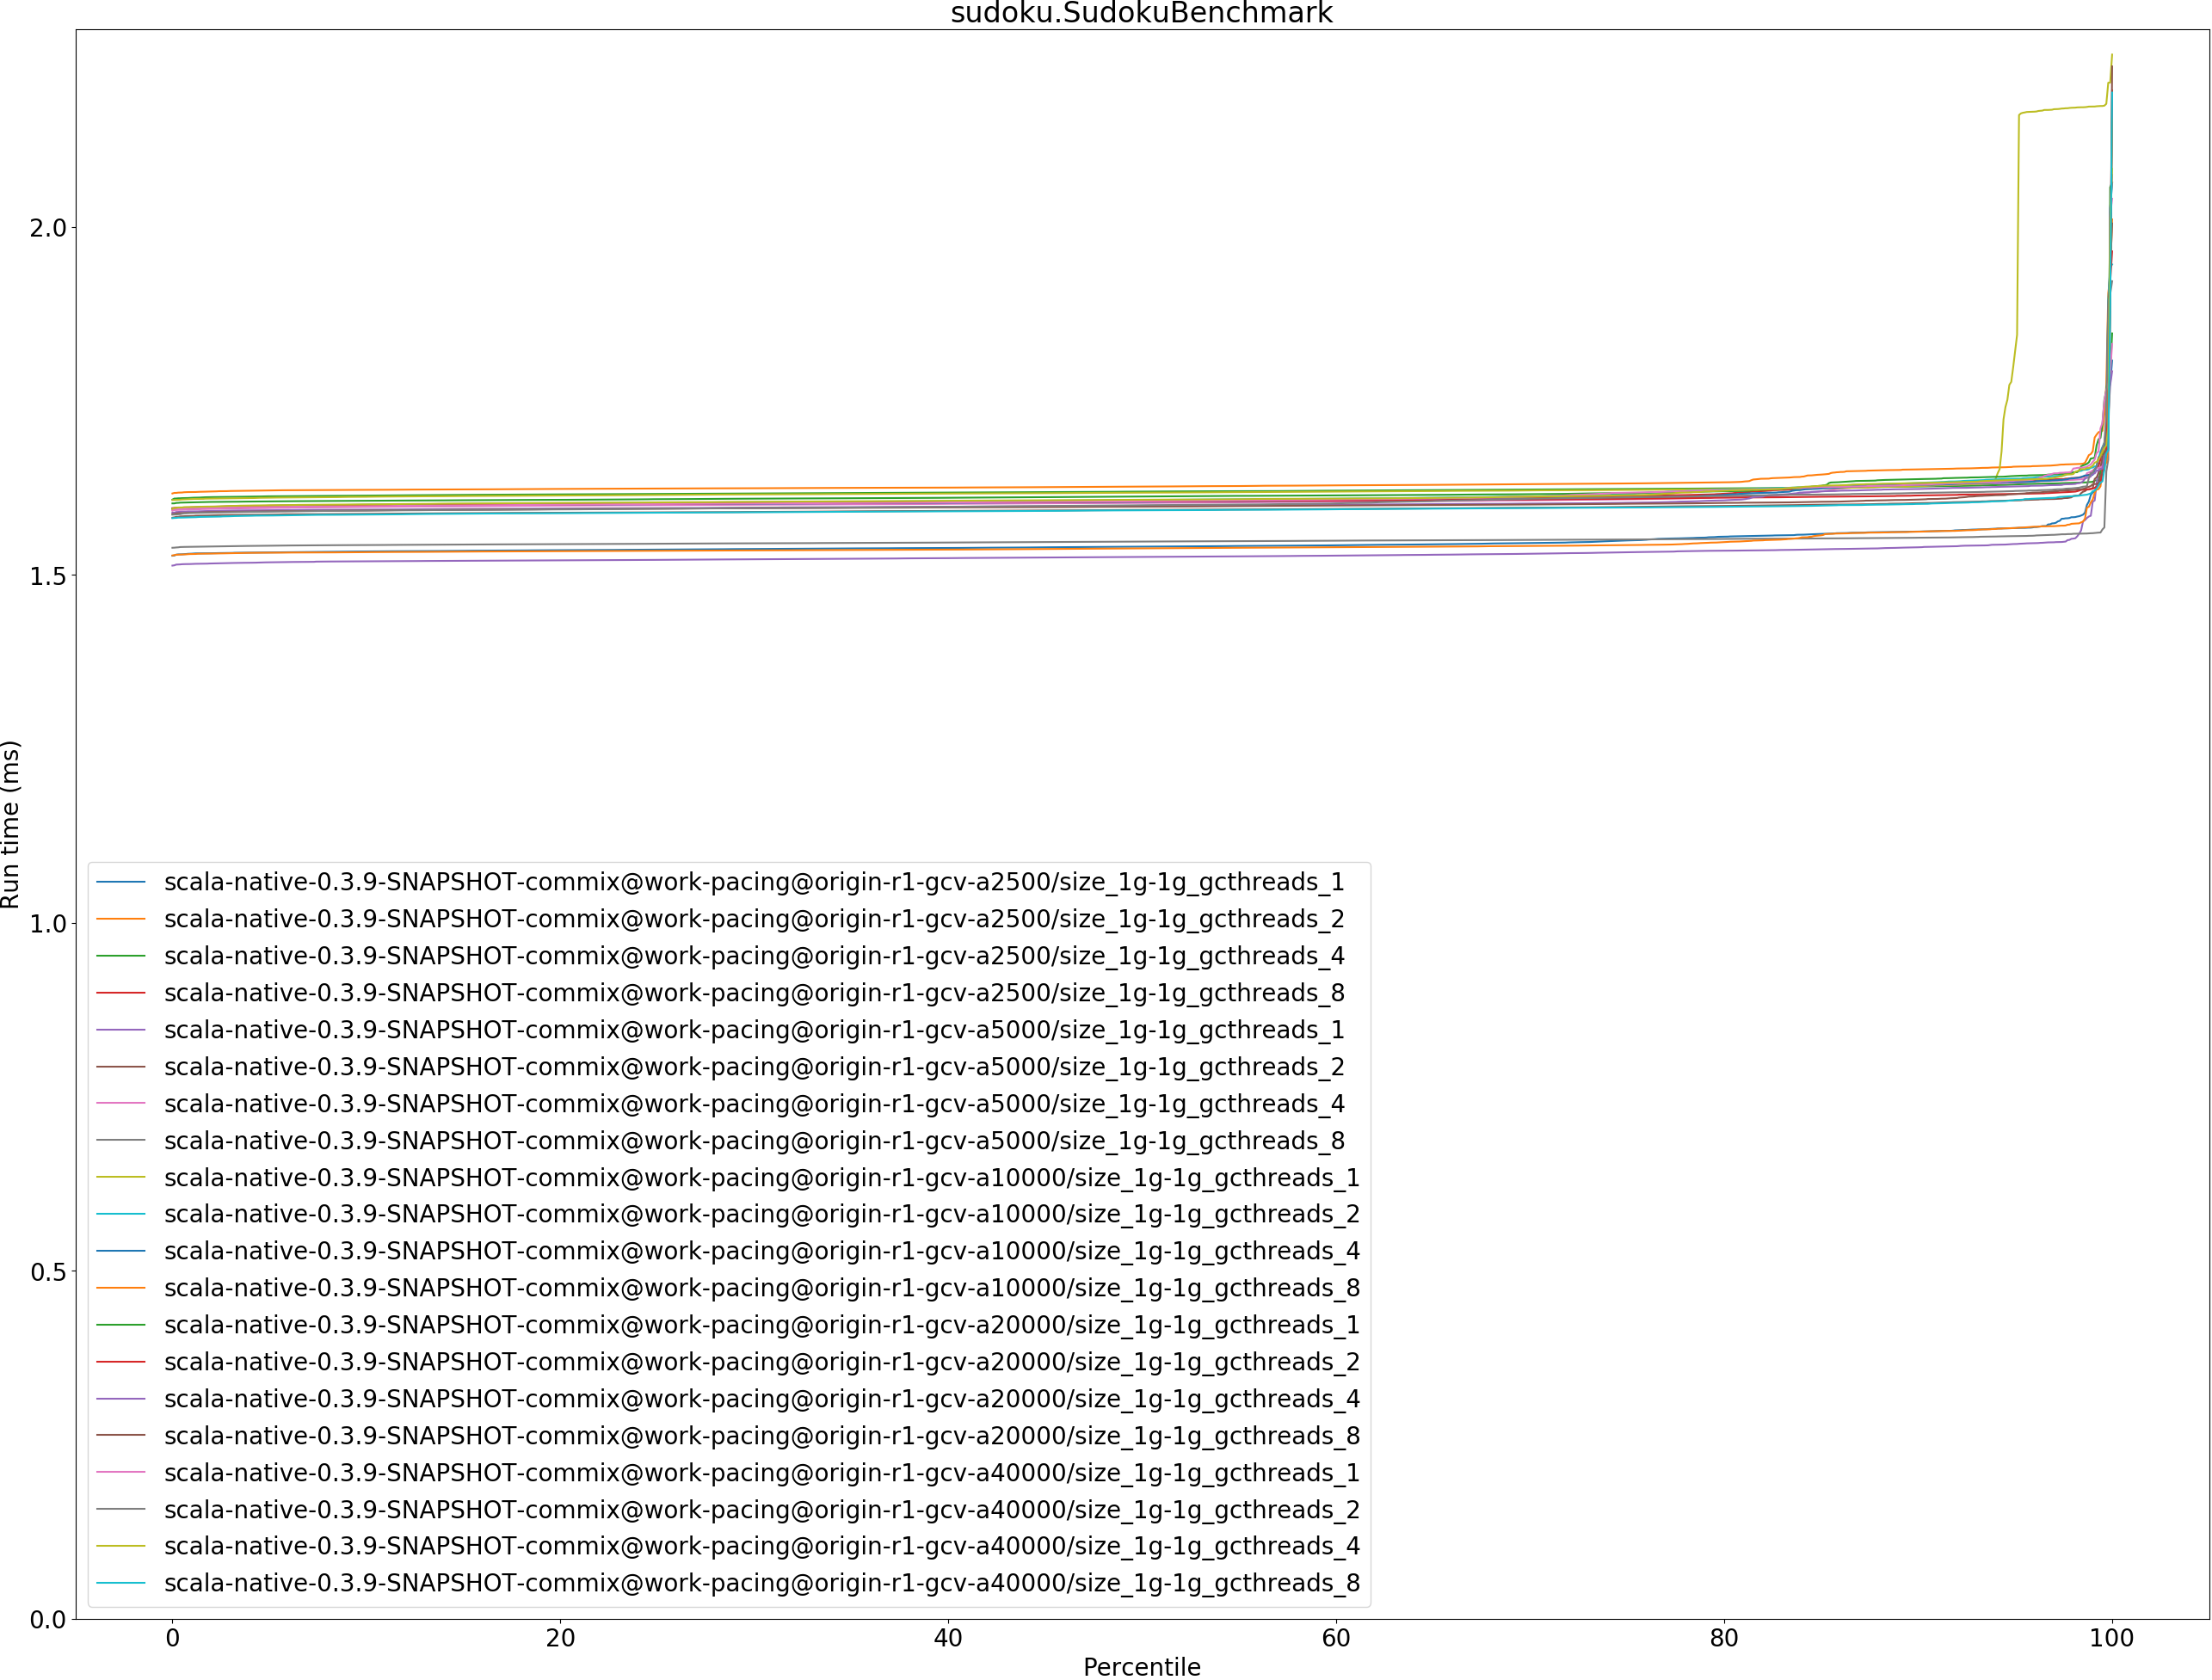 sudoku.SudokuBenchmark
Run time (ms)
2.0
1.5
1.0
0.5
0.0
scala-native-0.3.9-SNAPSHOT-commix@work-pacing@origin-r1-gcv-a2500/size_1g-1g_gcthreads_1
scala-native-0.3.9-SNAPSHOT-commix@work-pacing@origin-r1-gcv-a2500/size_1g-1g_gcthreads_2
scala-native-0.3.9-SNAPSHOT-commix@work-pacing@origin-r1-gcv-a2500/size_1g-1g_gcthreads_4
scala-native-0.3.9-SNAPSHOT-commix@work-pacing@origin-r1-gcv-a2500/size_1g-1g_gcthreads_8
scala-native-0.3.9-SNAPSHOT-commix@work-pacing@origin-r1-gcv-a5000/size_1g-1g_gcthreads_1
scala-native-0.3.9-SNAPSHOT-commix@work-pacing@origin-r1-gcv-a5000/size_1g-1g_gcthreads_2
scala-native-0.3.9-SNAPSHOT-commix@work-pacing@origin-r1-gcv-a5000/size_1g-1g_gcthreads_4
scala-native-0.3.9-SNAPSHOT-commix@work-pacing@origin-r1-gcv-a5000/size_1g-1g_gcthreads_8
scala-native-0.3.9-SNAPSHOT-commix@work-pacing@origin-r1-gcv-a10000/size_1g-1g_gcthreads_1
scala-native-0.3.9-SNAPSHOT-commix@work-pacing@origin-r1-gcv-a10000/size_1g-1g_gcthreads_2
scala-native-0.3.9-SNAPSHOT-commix@work-pacing@origin-r1-gcv-a10000/size_1g-1g_gcthreads_4
scala-native-0.3.9-SNAPSHOT-commix@work-pacing@origin-r1-gcv-a10000/size_1g-1g_gcthreads_8
scala-native-0.3.9-SNAPSHOT-commix@work-pacing@origin-r1-gcv-a20000/size_1g-1g_gcthreads_1
scala-native-0.3.9-SNAPSHOT-commix@work-pacing@origin-r1-gcv-a20000/size_1g-1g_gcthreads_2
scala-native-0.3.9-SNAPSHOT-commix@work-pacing@origin-r1-gcv-a20000/size_1g-1g_gcthreads_4
scala-native-0.3.9-SNAPSHOT-commix@work-pacing@origin-r1-gcv-a20000/size_1g-1g_gcthreads_8
scala-native-0.3.9-SNAPSHOT-commix@work-pacing@origin-r1-gcv-a40000/size_1g-1g_gcthreads_1
scala-native-0.3.9-SNAPSHOT-commix@work-pacing@origin-r1-gcv-a40000/size_1g-1g_gcthreads_2
scala-native-0.3.9-SNAPSHOT-commix@work-pacing@origin-r1-gcv-a40000/size_1g-1g_gcthreads_4
scala-native-0.3.9-SNAPSHOT-commix@work-pacing@origin-r1-gcv-a40000/size_1g-1g_gcthreads_8
0 20 40 60 80 100
Percentile